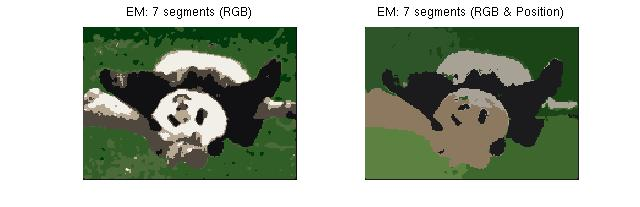 EM: 7 segments (RGB)
EM: 7 segments (RGB & Position)